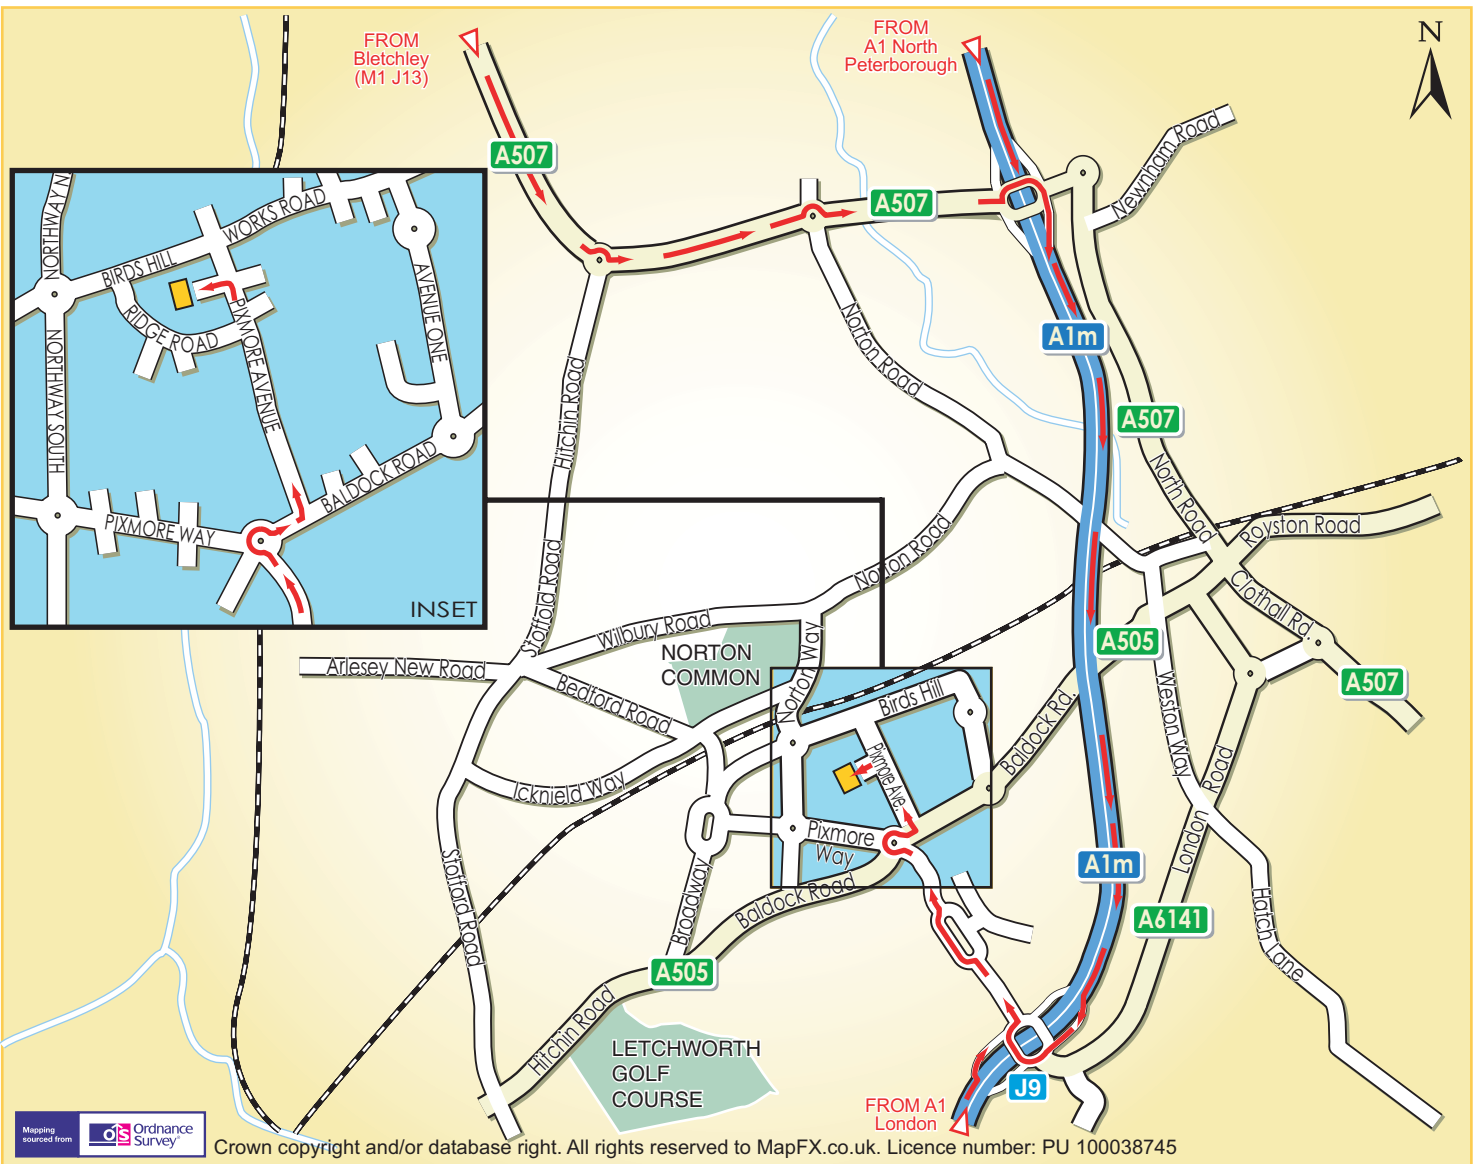 FROM
Bletchley
(M1 J13)
FROM
A1 North
Peterborough
N
A507
A507
Newnham Road
NORTHWAY N
WORKS ROAD
BIRDS HILL
RIDGE ROAD
PIXMORE AVENUE
AVENUE ONE
NORTHWAY SOUTH
BALDOCK ROAD
PIXMORE WAY
INSET
A1m
Norton Road
Hitchin Road
A507
North Road
Royston Road
Norton Road
Clothall Rd.
Stotfold Road
Wilbury Road
NORTON
COMMON
Norton Way
A505
Arlesey New Road
Bedford Road
Birds Hill
Baldock Rd.
Weston Way
A507
Icknield Way
Pixmore Ave.
Pixmore
Way
London Road
Stotford Road
Broadway
Baldock Road
A1m
A6141
Hatch Lane
A505
Hitchin Road
LETCHWORTH
GOLF
COURSE
J9
FROM A1
London
Mapping
sourced from
os
Ordnance
Survey®
Crown copyright and/or database right. All rights reserved to MapFX.co.uk. Licence number: PU 100038745